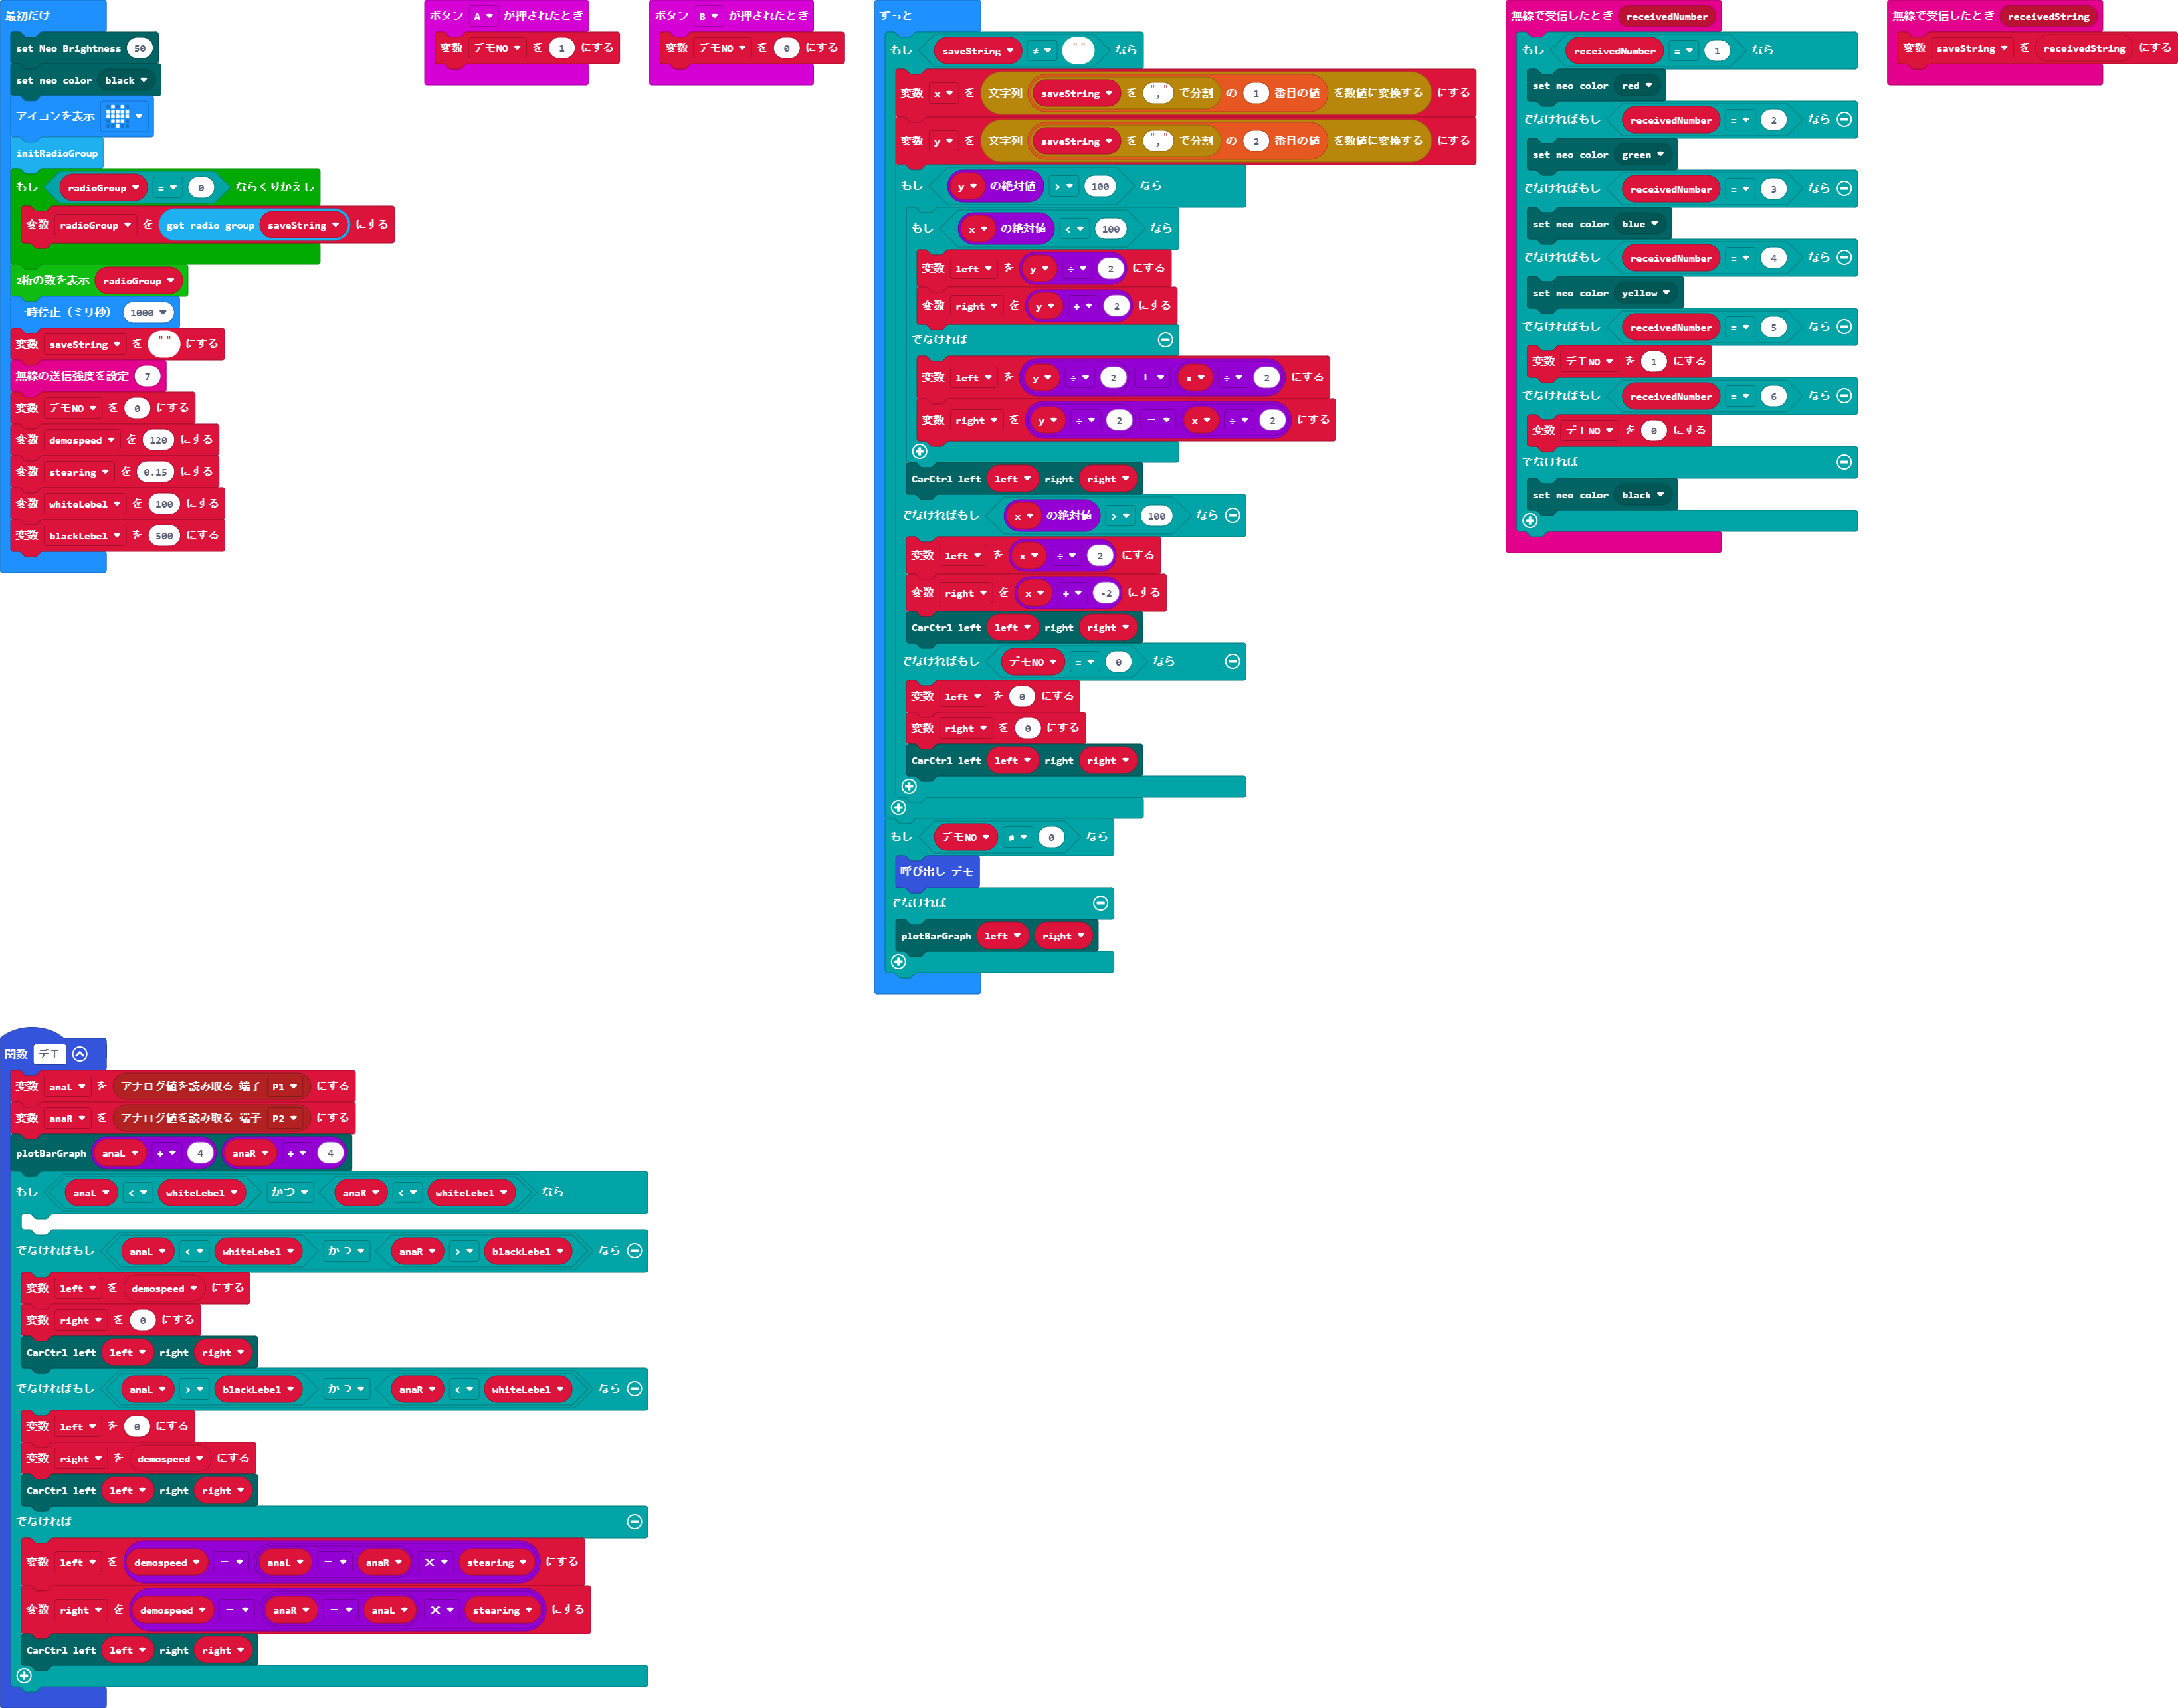 最初だけ
set Neo Brightness 50
set neo color black
アイコンを表示
initRadioGroup
もし radioGroup = 0 ならくりかえし
変数 radioGroup を get radio group saveString にする
2桁の数を表示 radioGroup
一時停止（ミリ秒） 1000
変数 saveString を "" にする
無線の送信強度を設定 7
変数 デモNO を 0 にする
変数 demospeed を 120 にする
変数 stearing を 0.15 にする
変数 whiteLebel を 100 にする
変数 blackLebel を 500 にする
ボタン A が押されたとき
変数 デモNO を 1 にする
ボタン B が押されたとき
変数 デモNO を 0 にする
ずっと
もし saveString ≠ "" なら
変数 x を 文字列 saveString を "," で分割 の 1 番目の値 を数値に変換する にする
変数 y を 文字列 saveString を "," で分割 の 2 番目の値 を数値に変換する にする
もし y の絶対値 > 100 なら
もし x の絶対値 < 100 なら
変数 left を y ÷ 2 にする
変数 right を y ÷ 2 にする
でなければ
変数 left を y ÷ 2 + x ÷ 2 にする
変数 right を y ÷ 2 - x ÷ 2 にする
CarCtrl left left right right
でなければもし x の絶対値 > 100 なら
変数 left を x ÷ 2 にする
変数 right を x ÷ -2 にする
CarCtrl left left right right
でなければもし デモNO = 0 なら
変数 left を 0 にする
変数 right を 0 にする
CarCtrl left left right right
もし デモNO ≠ 0 なら
呼び出し デモ
でなければ
plotBarGraph left right
無線で受信したとき receivedNumber
もし receivedNumber = 1 なら
set neo color red
でなければもし receivedNumber = 2 なら
set neo color green
でなければもし receivedNumber = 3 なら
set neo color blue
でなければもし receivedNumber = 4 なら
set neo color yellow
でなければもし receivedNumber = 5 なら
変数 デモNO を 1 にする
でなければもし receivedNumber = 6 なら
変数 デモNO を 0 にする
でなければ
set neo color black
無線で受信したとき receivedString
変数 saveString を receivedString にする
関数 デモ
変数 anaL を アナログ値を読み取る 端子 P1 にする
変数 anaR を アナログ値を読み取る 端子 P2 にする
plotBarGraph anaL ÷ 4 anaR ÷ 4
もし anaL < whiteLebel かつ anaR < whiteLebel なら
でなければもし anaL < whiteLebel かつ anaR > blackLebel なら
変数 left を demospeed にする
変数 right を 0 にする
CarCtrl left left right right
でなければもし anaL > blackLebel かつ anaR < whiteLebel なら
変数 left を 0 にする
変数 right を demospeed にする
CarCtrl left left right right
でなければ
変数 left を demospeed - anaL - anaR × stearing にする
変数 right を demospeed - anaR - anaL × stearing にする
CarCtrl left left right right